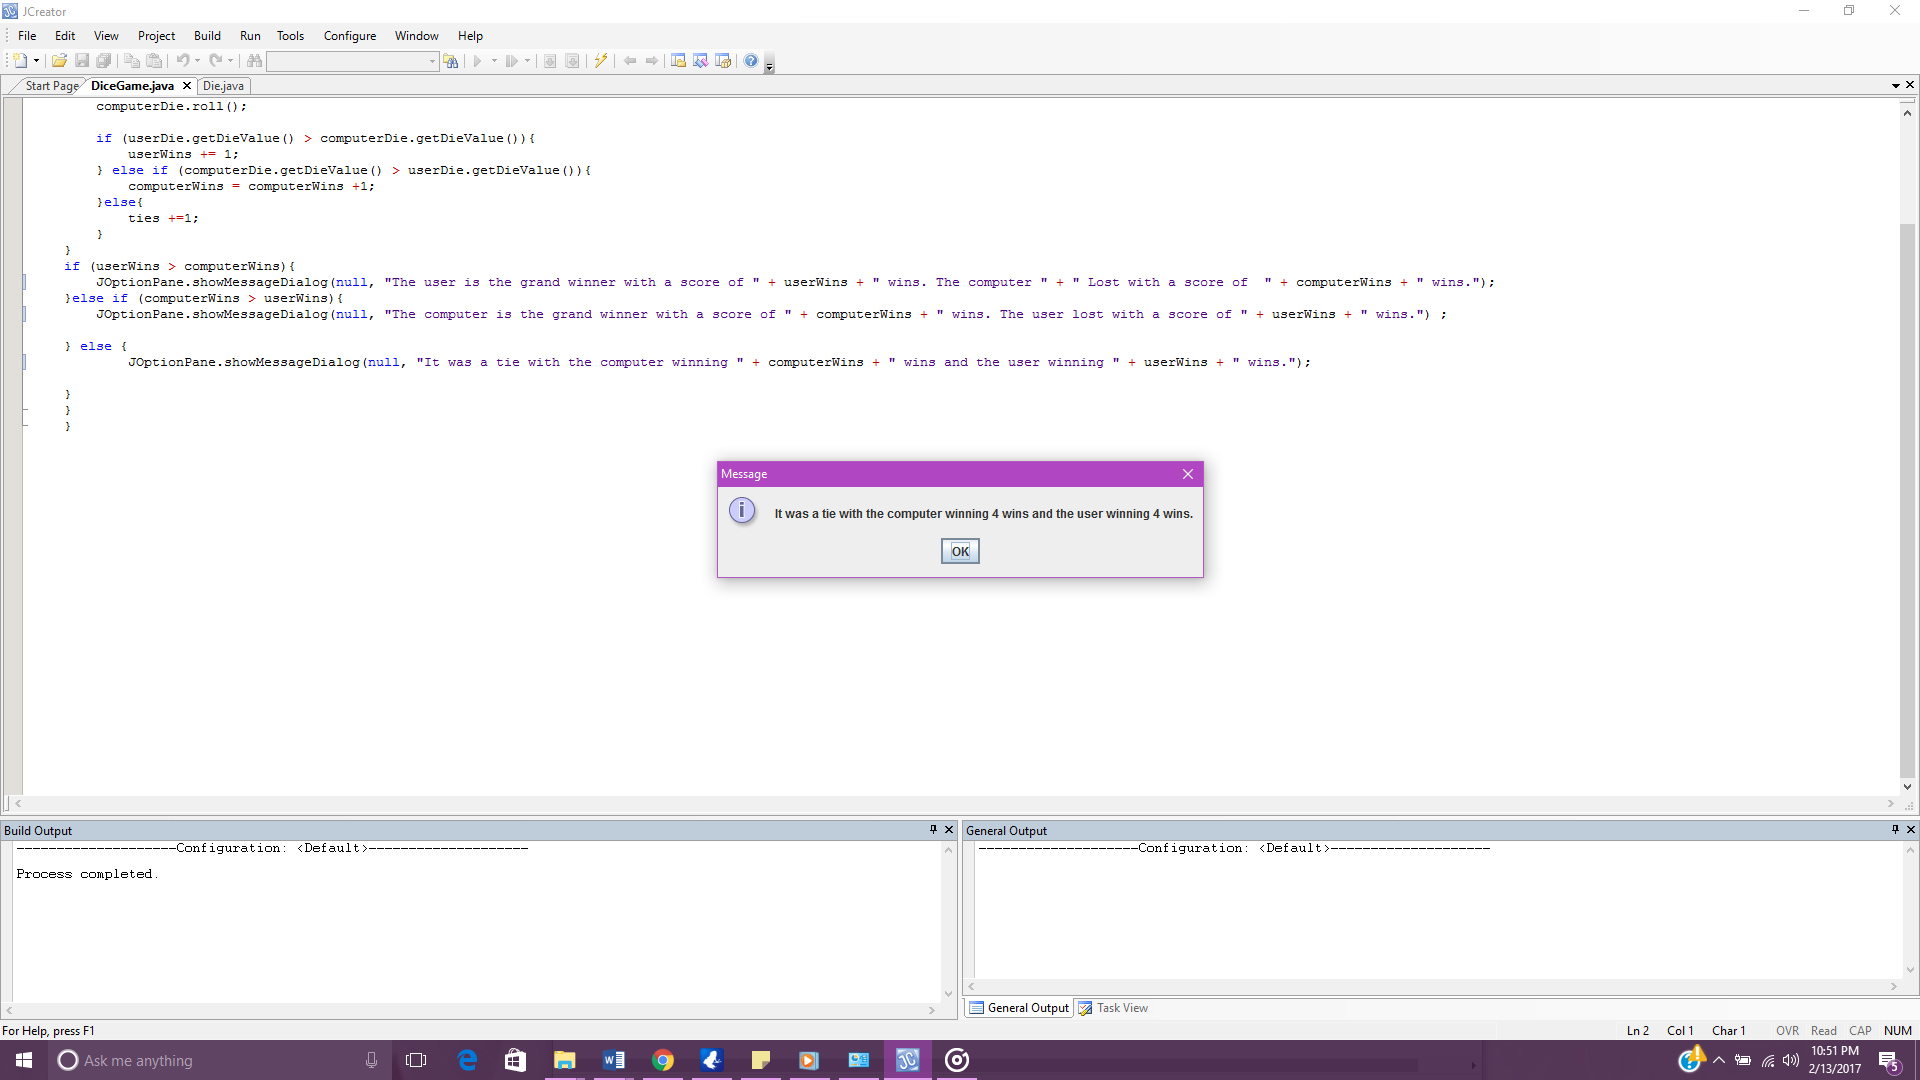 JCreator
File Edit View Project Build Run Tools Configure Window Help
Start Page DiceGame.java Die.java
computerDie.roll();
if (userDie.getDieValue() > computerDie.getDieValue()){
userWins += 1;
} else if (computerDie.getDieValue() > userDie.getDieValue()){
computerWins = computerWins +1;
}else{
ties +=1;
}
}
if (userWins > computerWins){
JOptionPane.showMessageDialog(null, "The user is the grand winner with a score of " + userWins + " wins. The computer " + " Lost with a score of  " + computerWins + " wins.");
}else if (computerWins > userWins){
JOptionPane.showMessageDialog(null, "The computer is the grand winner with a score of " + computerWins + " wins. The user lost with a score of " + userWins + " wins.") ;
} else {
JOptionPane.showMessageDialog(null, "It was a tie with the computer winning " + computerWins + " wins and the user winning " + userWins + " wins.");
}
}
}
Message
It was a tie with the computer winning 4 wins and the user winning 4 wins.
OK
Build Output
--------------------Configuration: <Default>--------------------
Process completed.
General Output
--------------------Configuration: <Default>--------------------
General Output Task View
For Help, press F1
Ln 2 Col 1 Char 1 OVR Read CAP NUM
Ask me anything
10:51 PM
2/13/2017
5